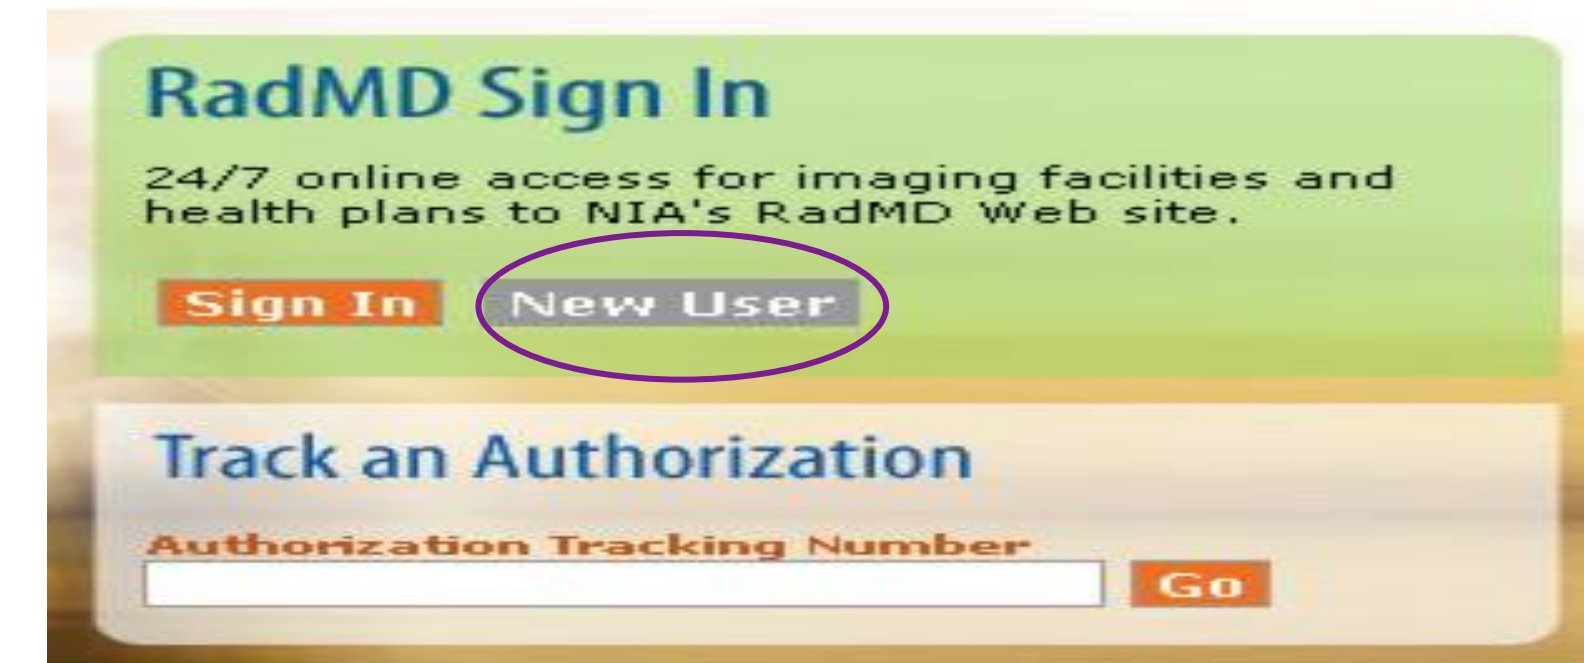 RadMD Sign In
24/7 online access for imaging facilities and
health plans to NIA's RadMD Web site.
Sign In New User
Track an Authorization
Authorization Tracking Number
Go